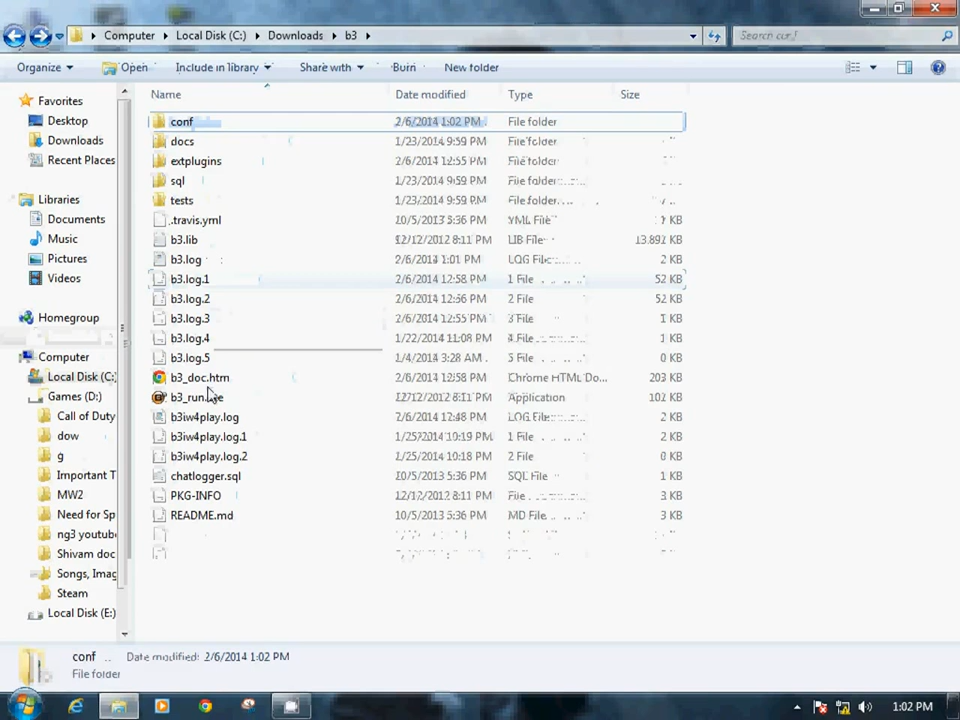 Computer ▸ Local Disk (C:) ▸ Downloads ▸ b3 ▸
Search conf
Organize Open Include in library Share with Burn New folder
Name Date modified Type Size
conf 2/6/2014 1:02 PM File folder
docs 1/23/2014 9:59 PM File folder
extplugins 2/6/2014 12:55 PM File folder
sql 1/23/2014 9:59 PM File folder
tests File folder
.travis.yml 10/5/2013 5:36 PM YML File KB
b3.lib 12/12/2012 8:11 PM LIB File 13,892 KB
b3.log 2/6/2014 1:01 PM LOG File KB
b3.log.1 2/6/2014 12:58 PM 1 File 52 KB
b3.log.2 2/6/2014 12:56 PM 2 File 52 KB
b3.log.3 2/6/2014 12:55 PM 3 File 1 KB
b3.log.4 1/22/2014 11:08 PM 4 File 1 KB
b3.log.5 1/4/2014 3:28 AM 5 File 1 KB
b3_doc.htm 2/6/2014 12:58 PM Chrome HTML Do... 203 KB
12/12/2012 8:11 PM Application 102 KB
b3iw4play.log 2/6/2014 12:48 PM LOG File 2 KB
b3iw4play.log.1 1/25/2014 10:19 PM 1 File 2 KB
b3iw4play.log.2 1/25/2014 10:18 PM 2 File 0 KB
chatlogger.sql 10/5/2013 5:36 PM SQL File 1 KB
PKG-INFO 12/12/2012 8:11 PM File 3 KB
README.md 10/5/2013 5:36 PM MD File 3 KB
Favorites
Desktop
Downloads
Recent Places
Libraries
Documents
Music
Pictures
Videos
Homegroup
Computer
Local Disk (C:)
Games (D:)
Call of Duty
dow
g
Important T
MW2
Need for Sp
ng3 youtube
Shivam doc
Songs, Imag
Steam
Local Disk (E:)
conf Date modified: 2/6/2014 1:02 PM
File folder
1:02 PM